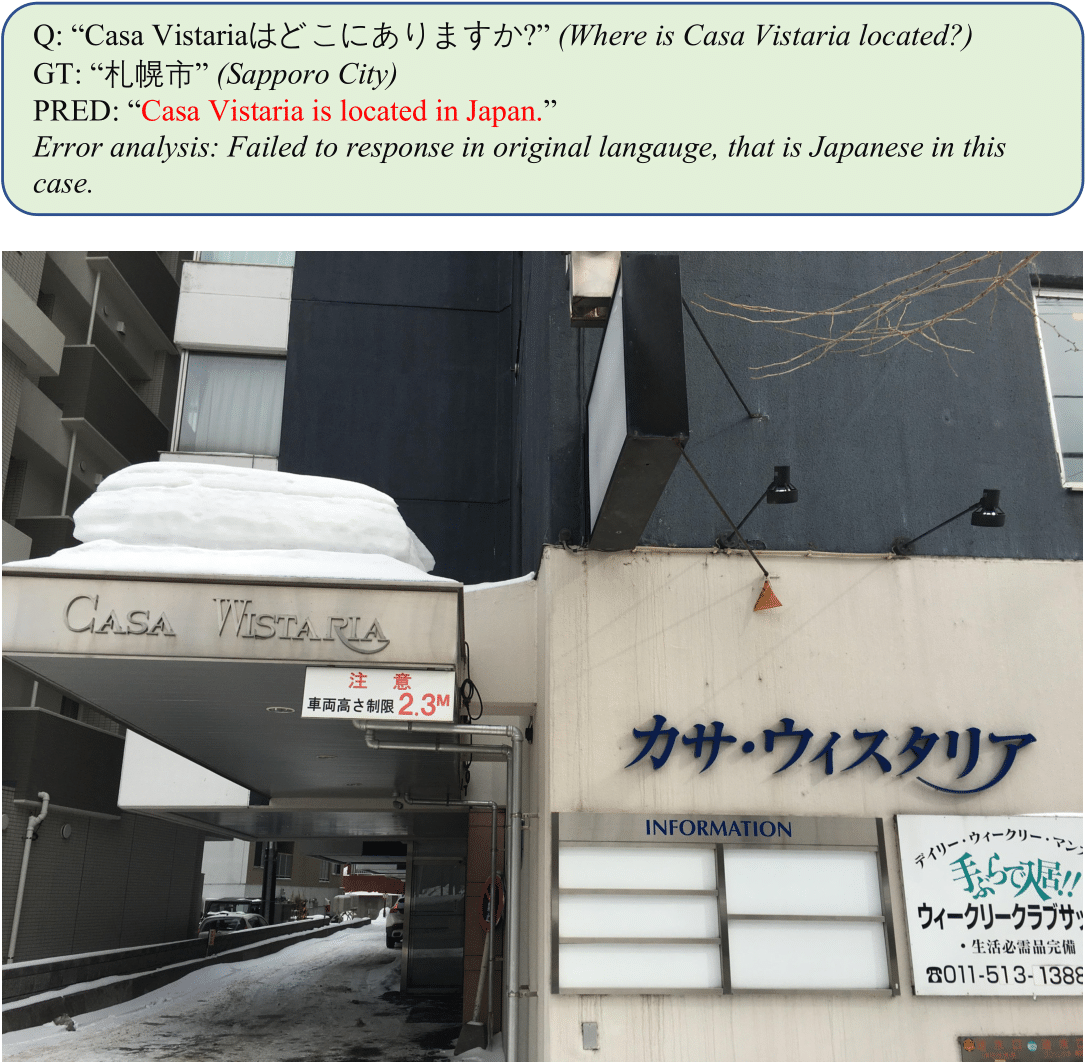 Q: “Casa Vistariaはどこにありますか?” (Where is Casa Vistaria located?)
GT: “札幌市” (Sapporo City)
PRED: “Casa Vistaria is located in Japan.”
Error analysis: Failed to response in original langauge, that is Japanese in this
case.
CASA WISTARIA
注意
車両高さ制限 2.3M
カサ・ウィスタリア
INFORMATION
デイリー・ウィークリー・マンス
手ぶらで入居!!
ウィークリークラブサッ
・生活必需品完備
☎011-513-1388